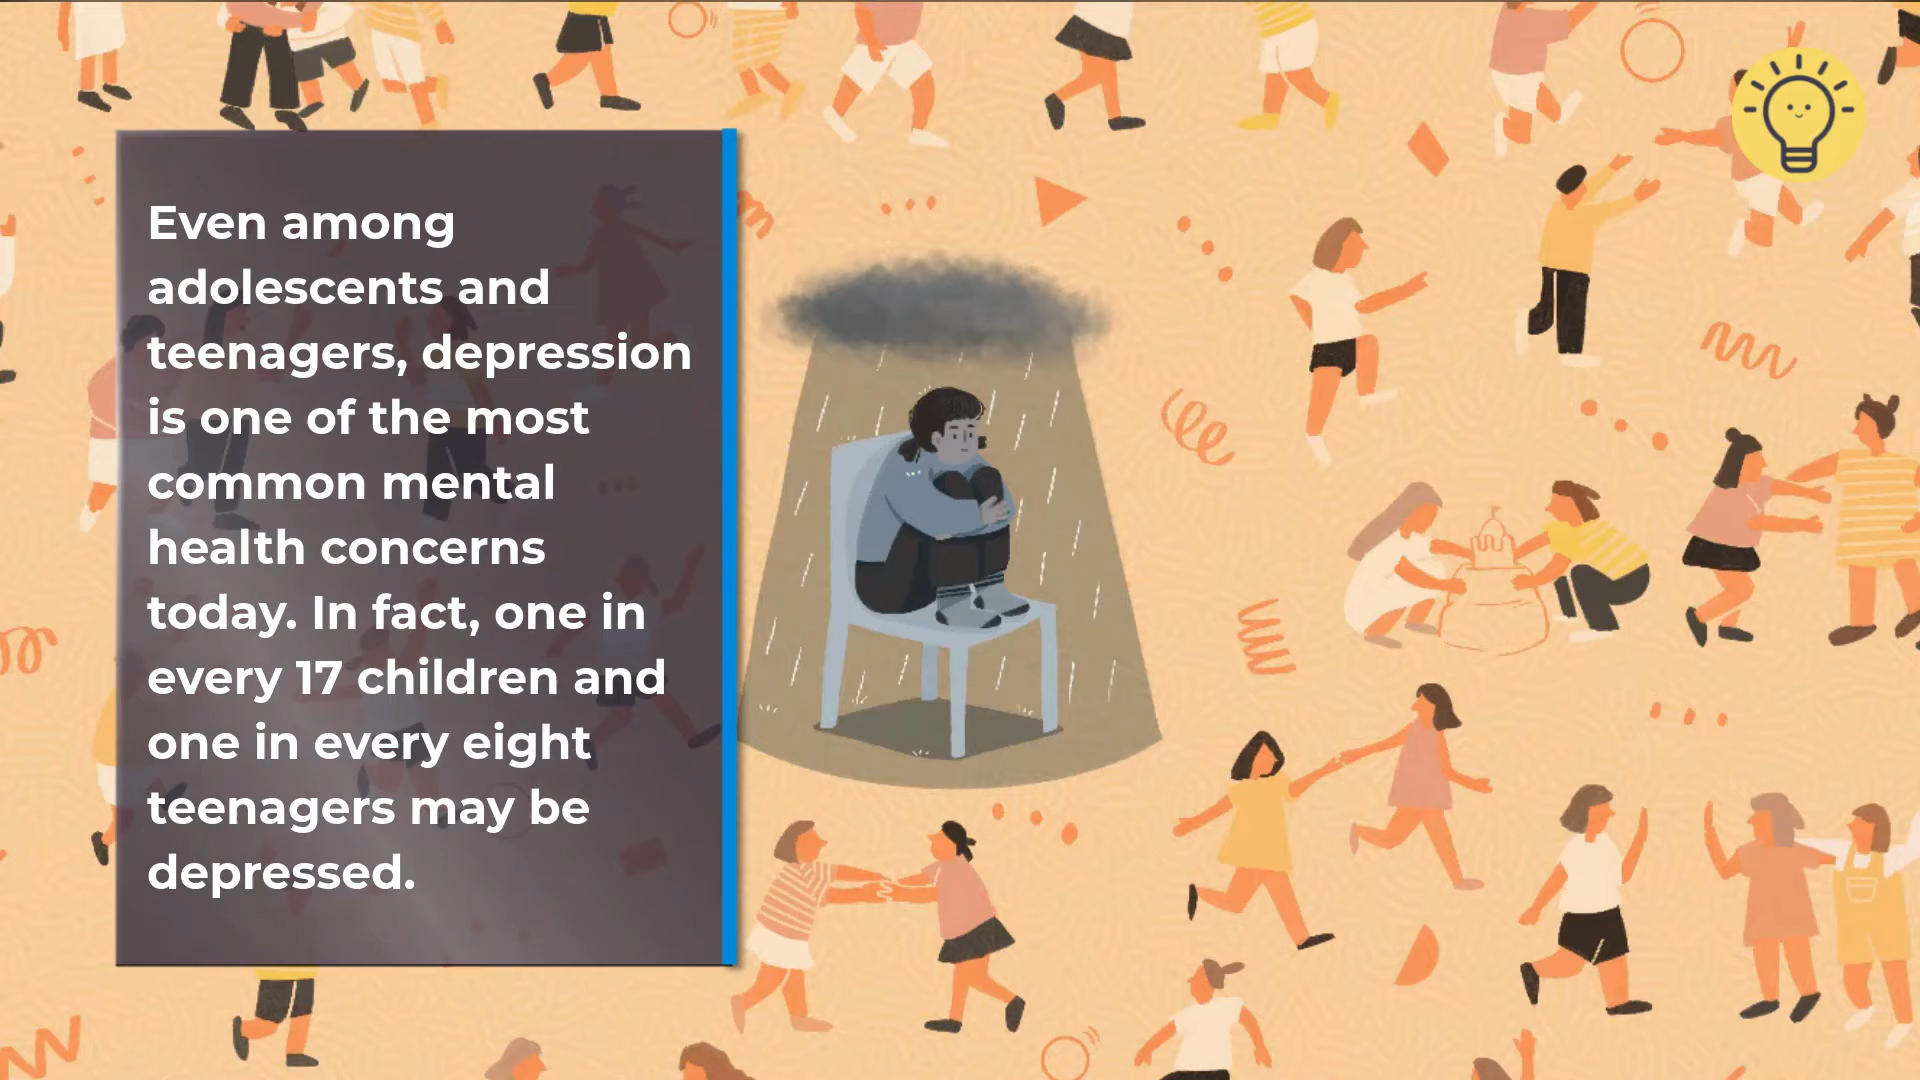 Even among
adolescents and
teenagers, depression
is one of the most
common mental
health concerns
today. In fact, one in
every 17 children and
one in every eight
teenagers may be
depressed.